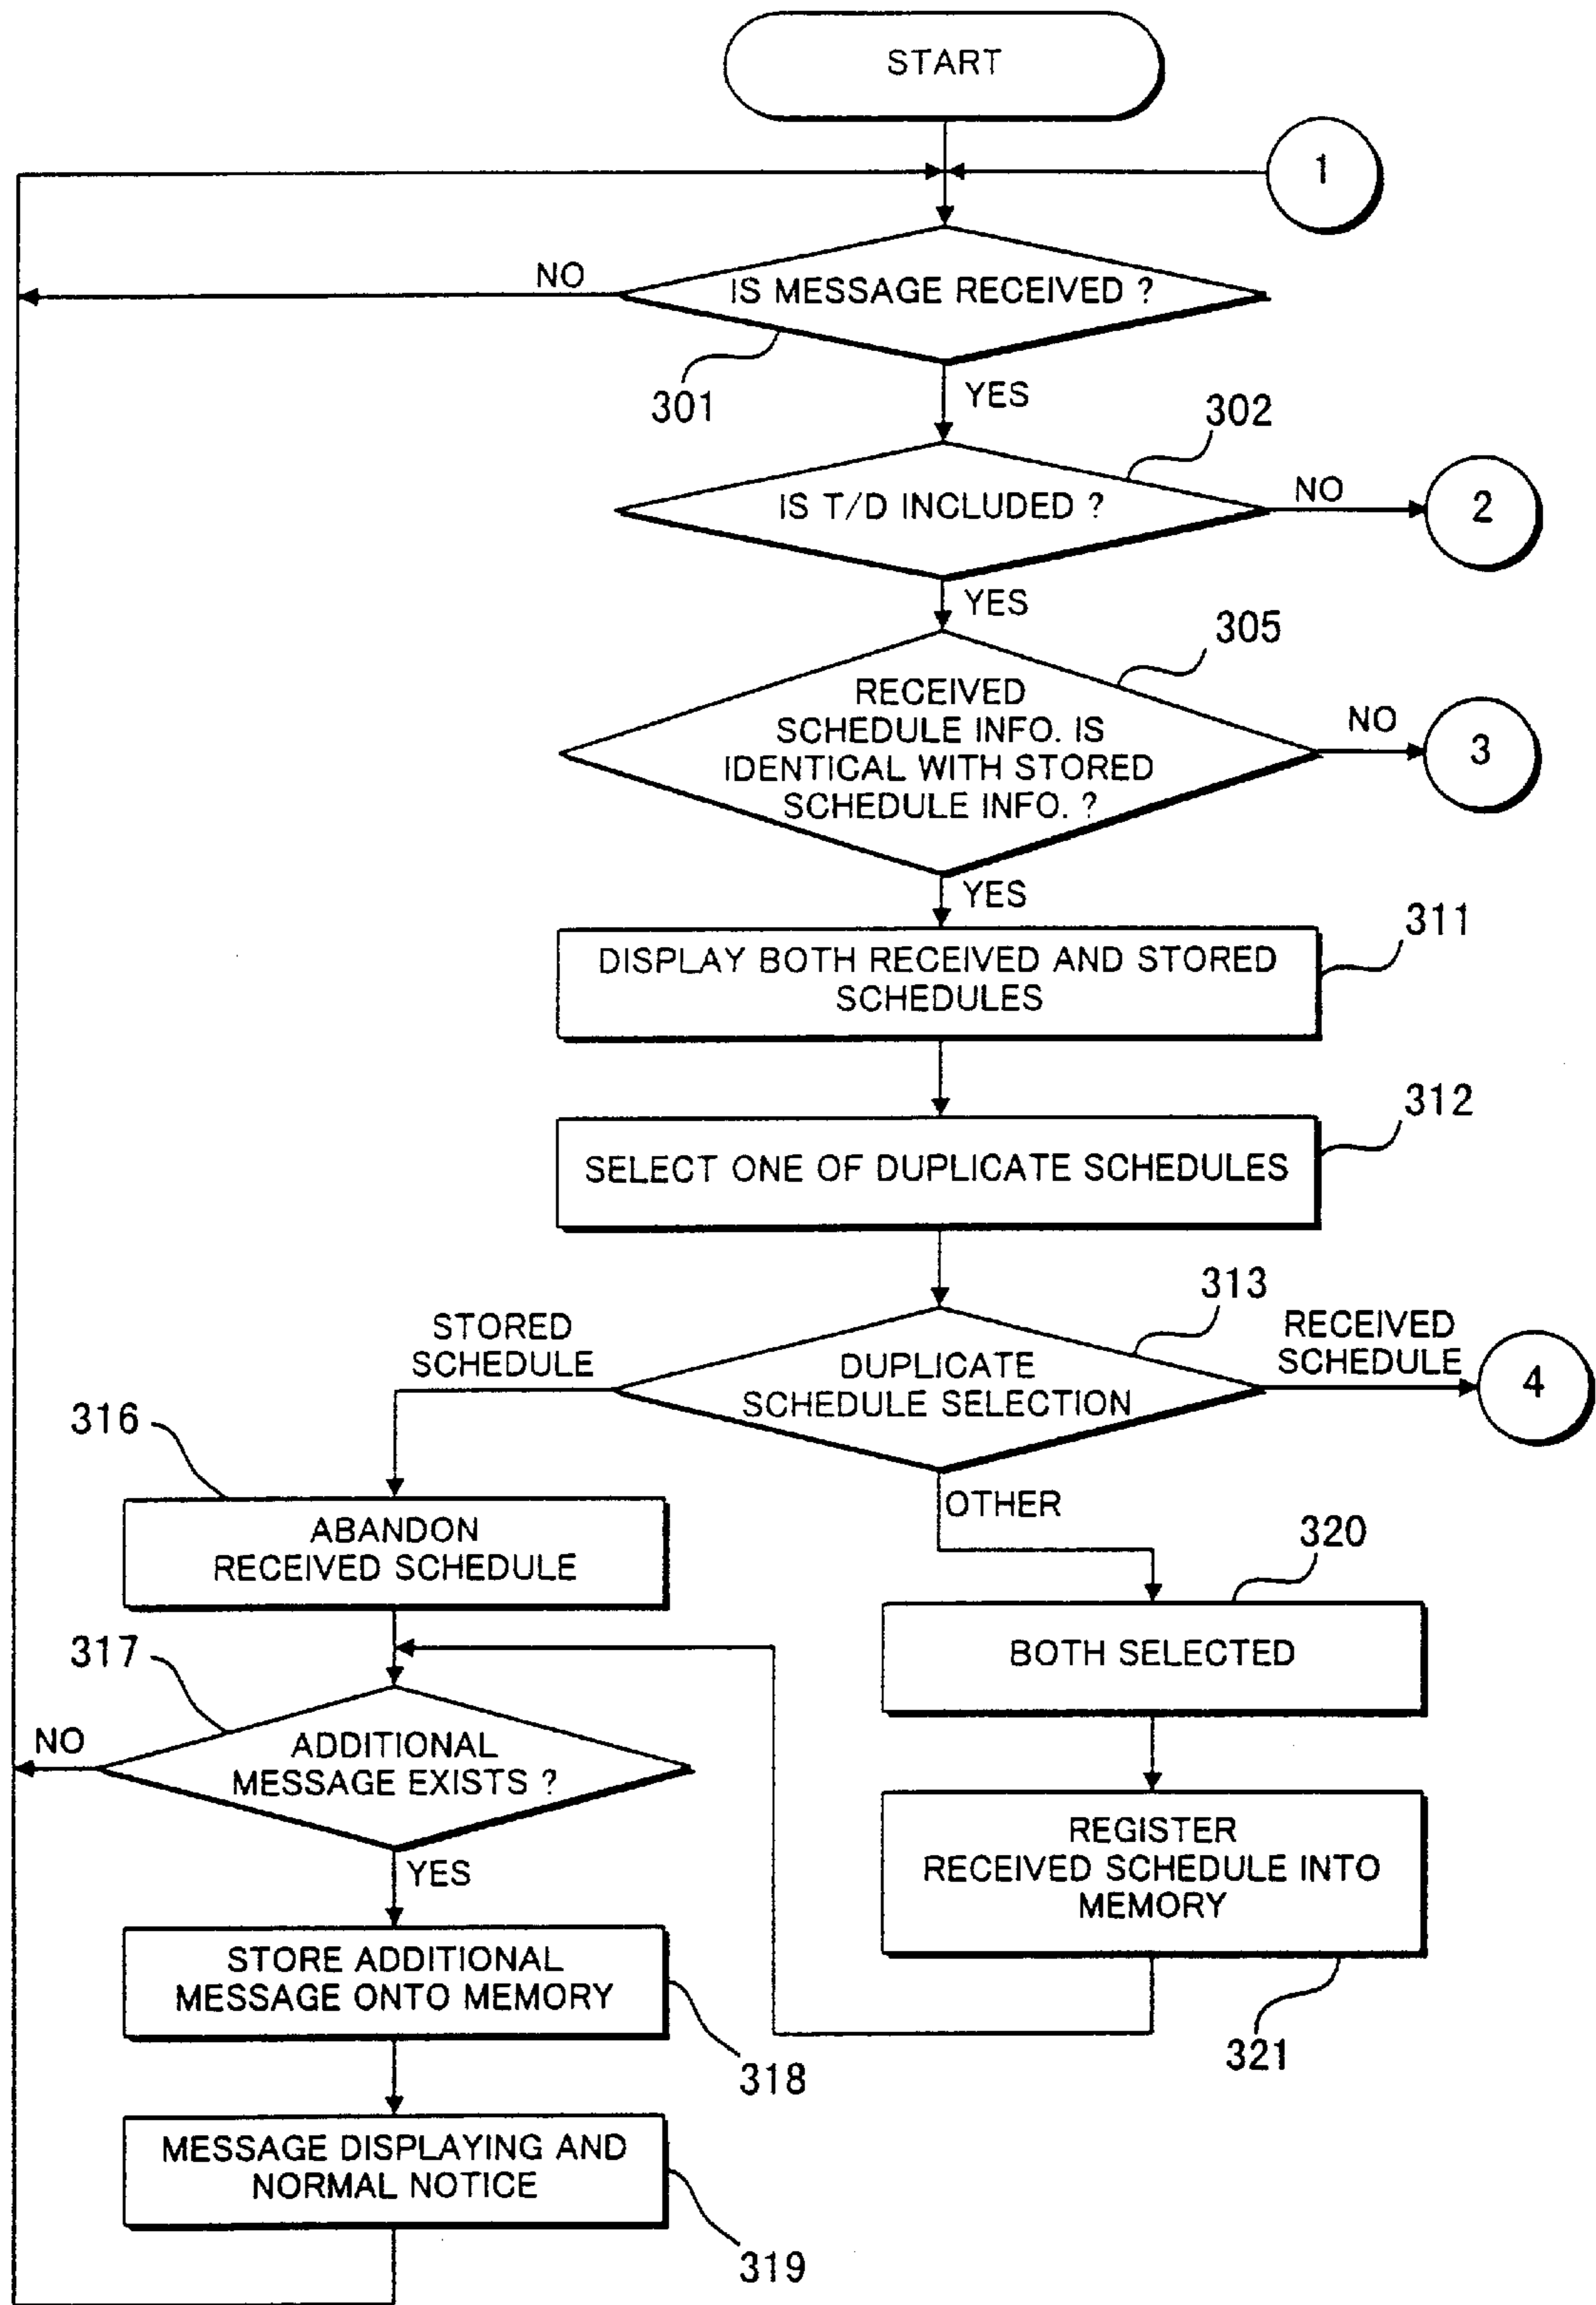 START
1
NO
IS MESSAGE RECEIVED ?
301
YES
302
IS T/D INCLUDED ?
NO
2
YES
305
RECEIVED
SCHEDULE INFO. IS
IDENTICAL WITH STORED
SCHEDULE INFO. ?
NO
3
YES
311
DISPLAY BOTH RECEIVED AND STORED
SCHEDULES
312
SELECT ONE OF DUPLICATE SCHEDULES
313
STORED
SCHEDULE
DUPLICATE
SCHEDULE SELECTION
RECEIVED
SCHEDULE
4
316
ABANDON
RECEIVED SCHEDULE
OTHER
320
BOTH SELECTED
317
NO
ADDITIONAL
MESSAGE EXISTS ?
YES
REGISTER
RECEIVED SCHEDULE INTO
MEMORY
321
STORE ADDITIONAL
MESSAGE ONTO MEMORY
318
MESSAGE DISPLAYING AND
NORMAL NOTICE
319